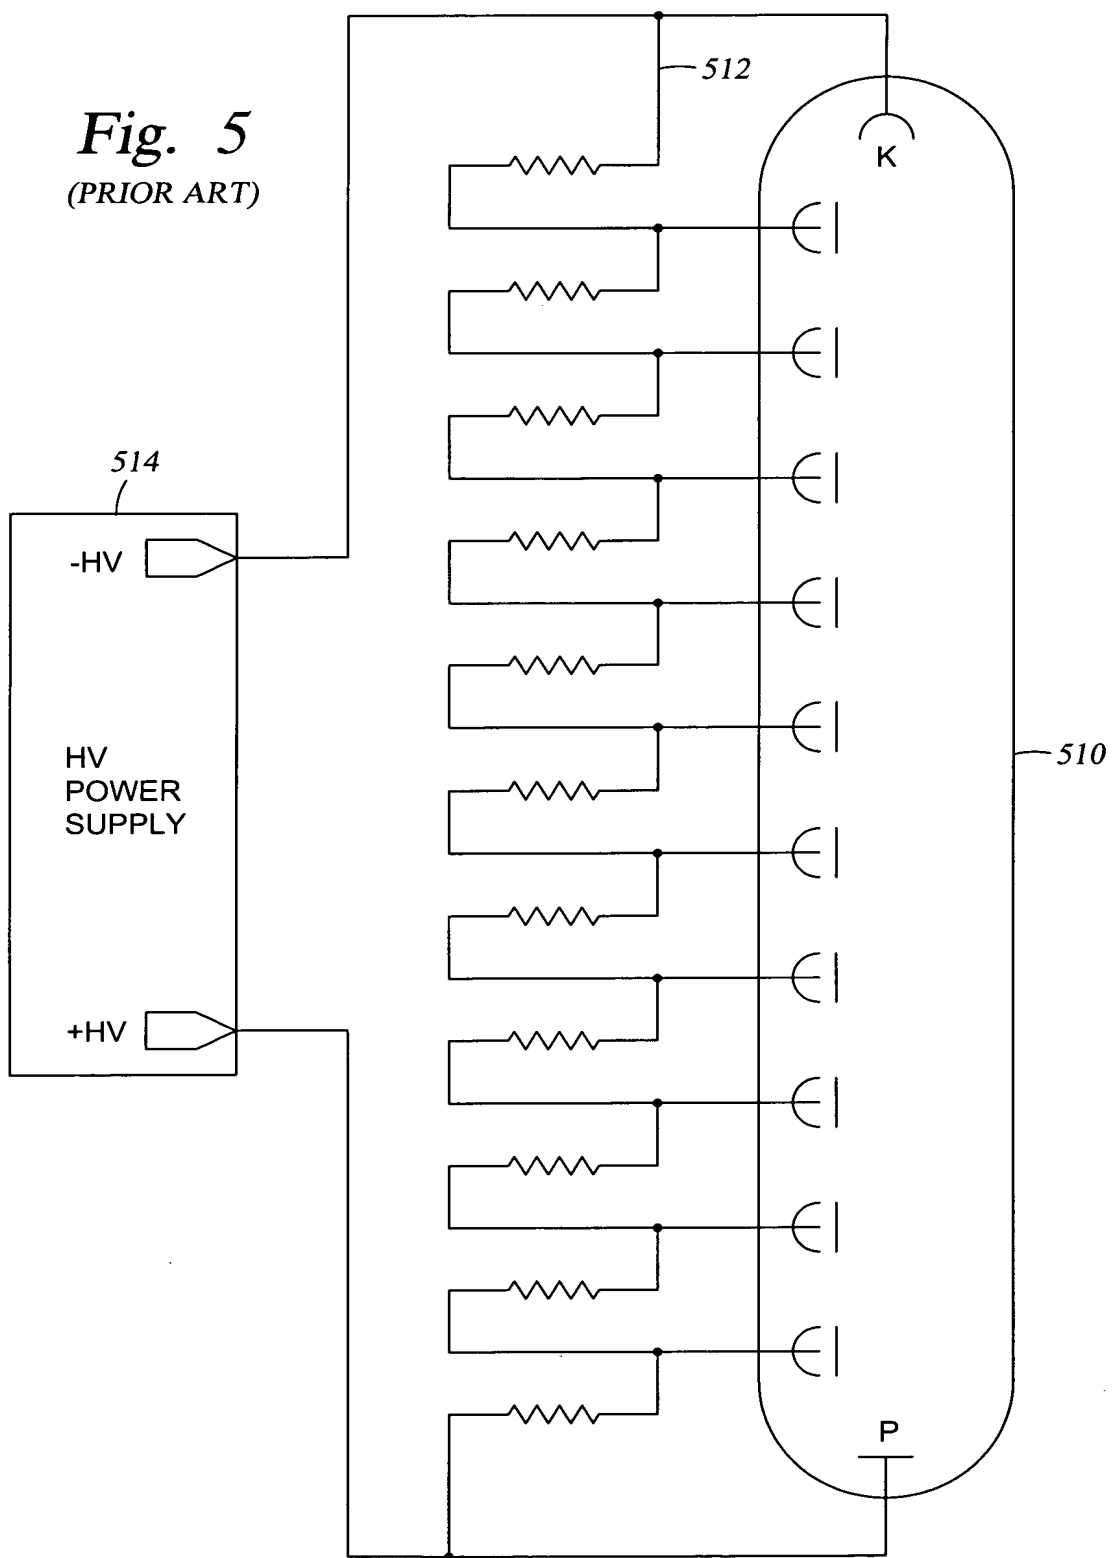 512
Fig. 5
(PRIOR ART)
K
514
-HV
HV
POWER
SUPPLY
510
+HV
P